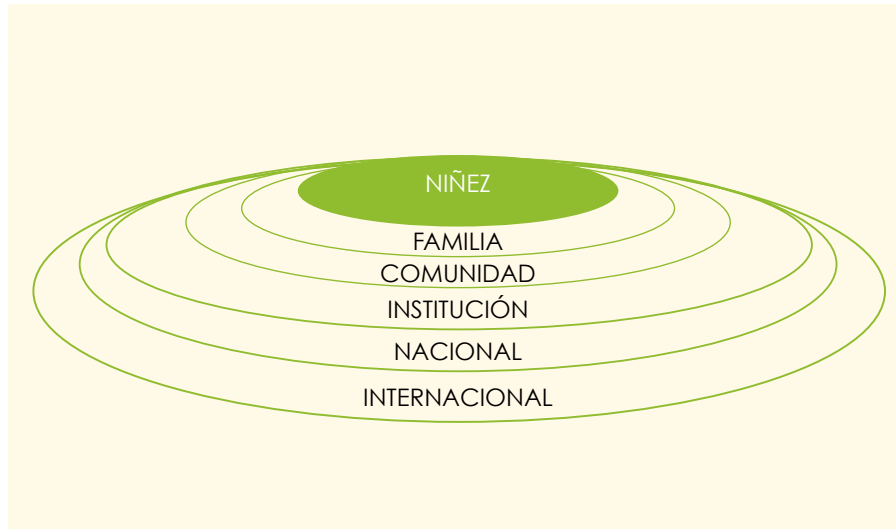 NIÑEZ
FAMILIA
COMUNIDAD
INSTITUCIÓN
NACIONAL
INTERNACIONAL